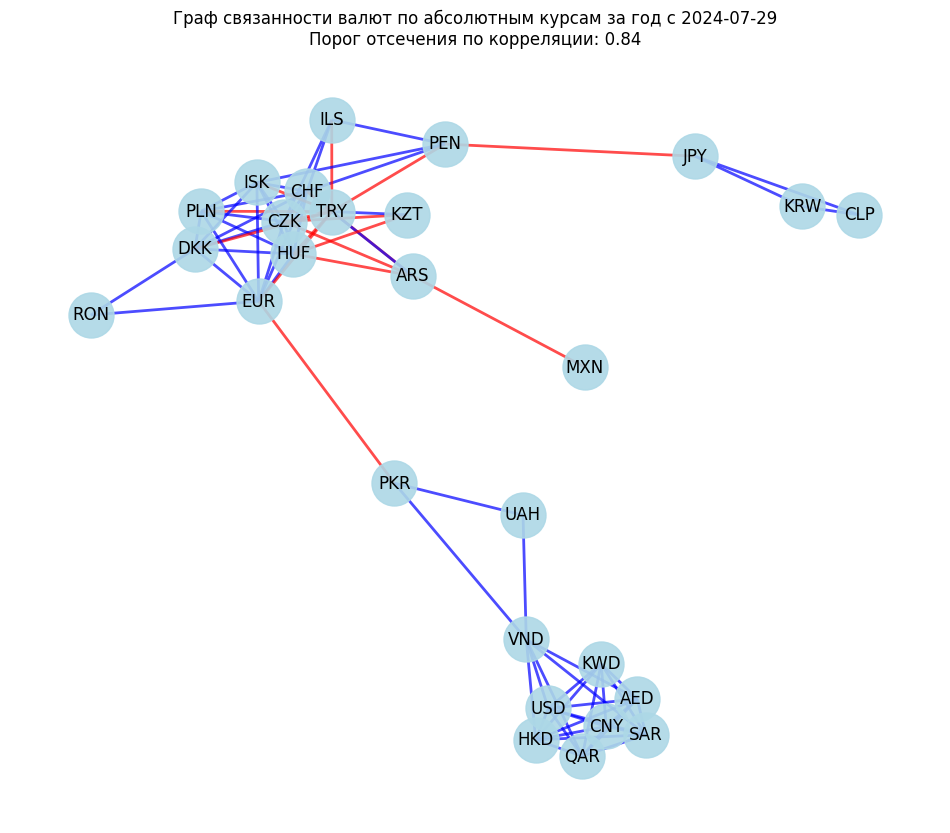 Граф связанности валют по абсолютным курсам за год с 2024-07-29
Порог отсечения по корреляции: 0.84
ILS
PEN
JPY
ISK
CHF
PLN
TRY
KZT
KRW
CLP
CZK
DKK
HUF
ARS
EUR
RON
MXN
PKR
UAH
VND
KWD
AED
USD
CNY
SAR
HKD
QAR